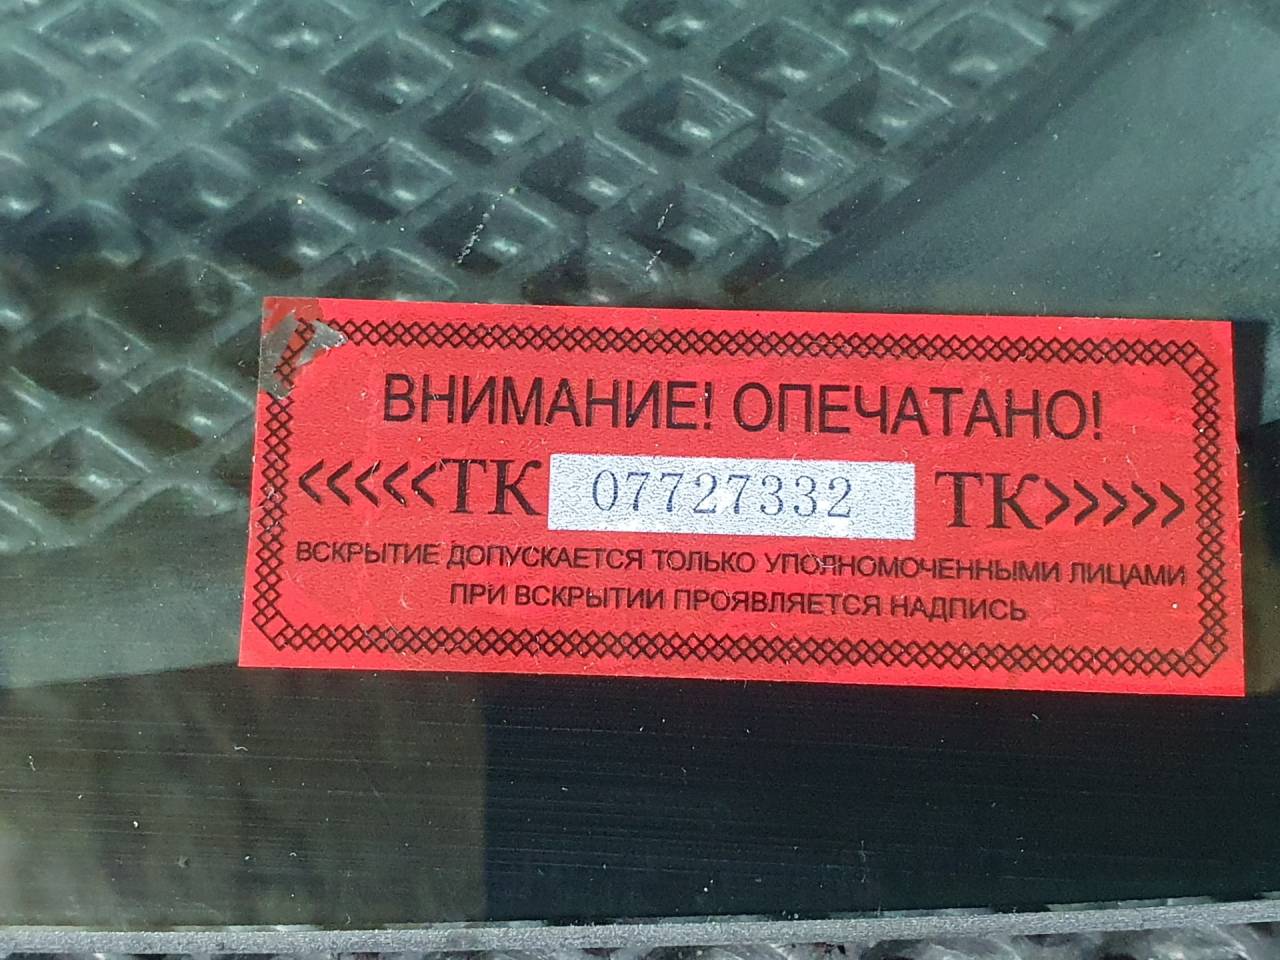 ВНИМАНИЕ! ОПЕЧАТАНО!
<<<<<ТК 07727332 ТК>>>>>
ВСКРЫТИЕ ДОПУСКАЕТСЯ ТОЛЬКО УПОЛНОМОЧЕННЫМИ ЛИЦАМИ
ПРИ ВСКРЫТИИ ПРОЯВЛЯЕТСЯ НАДПИСЬ